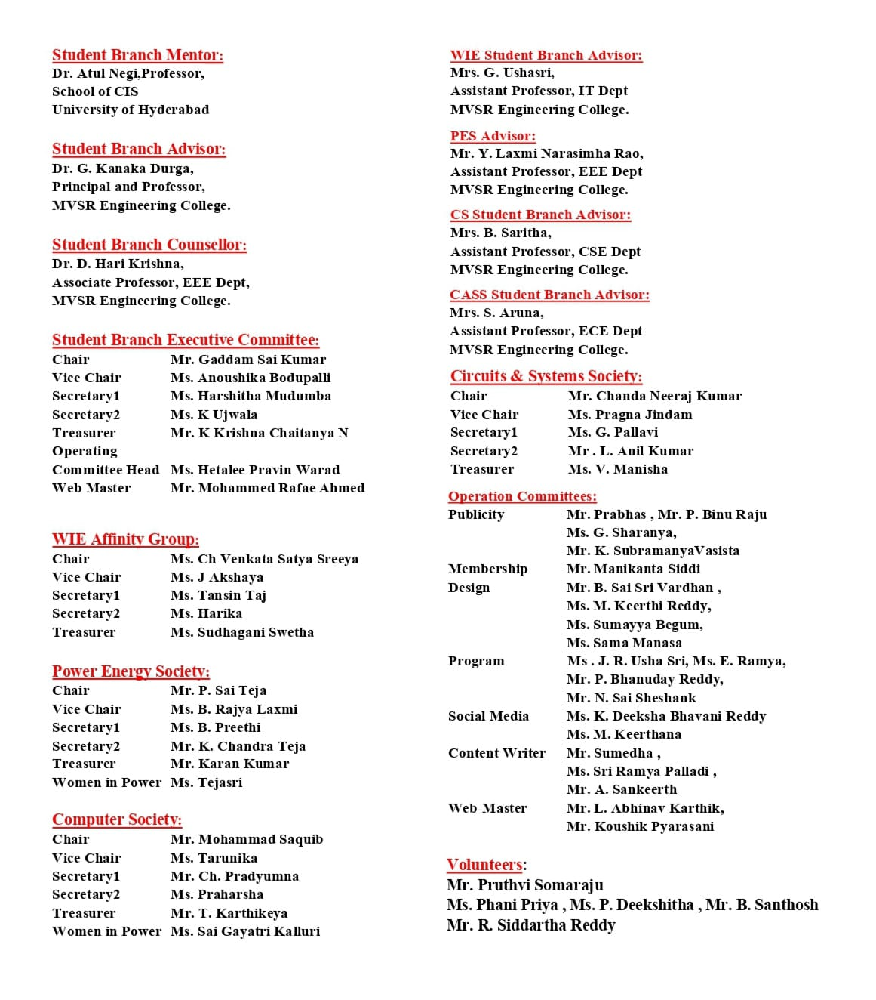 Student Branch Mentor:
Dr. Atul Negi,Professor,
School of CIS
University of Hyderabad
Student Branch Advisor:
Dr. G. Kanaka Durga,
Principal and Professor,
MVSR Engineering College.
Student Branch Counsellor:
Dr. D. Hari Krishna,
Associate Professor, EEE Dept,
MVSR Engineering College.
Student Branch Executive Committee:
Chair Mr. Gaddam Sai Kumar
Vice Chair Ms. Anoushika Bodupalli
Secretary1 Ms. Harshitha Mudumba
Secretary2 Ms. K Ujwala
Treasurer Mr. K Krishna Chaitanya N
Operating
Committee Head Ms. Hetalee Pravin Warad
Web Master Mr. Mohammed Rafae Ahmed
WIE Affinity Group:
Chair Ms. Ch Venkata Satya Sreeya
Vice Chair Ms. J Akshaya
Secretary1 Ms. Tansin Taj
Secretary2 Ms. Harika
Treasurer Ms. Sudhagani Swetha
Power Energy Society:
Chair Mr. P. Sai Teja
Vice Chair Ms. B. Rajya Laxmi
Secretary1 Ms. B. Preethi
Secretary2 Mr. K. Chandra Teja
Treasurer Mr. Karan Kumar
Women in Power Ms. Tejasri
Computer Society:
Chair Mr. Mohammad Saquib
Vice Chair Ms. Tarunika
Secretary1 Mr. Ch. Pradyumna
Secretary2 Ms. Praharsha
Treasurer Mr. T. Karthikeya
Women in Power Ms. Sai Gayatri Kalluri
WIE Student Branch Advisor:
Mrs. G. Ushasri,
Assistant Professor, IT Dept
MVSR Engineering College.
PES Advisor:
Mr. Y. Laxmi Narasimha Rao,
Assistant Professor, EEE Dept
MVSR Engineering College.
CS Student Branch Advisor:
Mrs. B. Saritha,
Assistant Professor, CSE Dept
MVSR Engineering College.
CASS Student Branch Advisor:
Mrs. S. Aruna,
Assistant Professor, ECE Dept
MVSR Engineering College.
Circuits & Systems Society:
Chair Mr. Chanda Neeraj Kumar
Vice Chair Ms. Pragna Jindam
Secretary1 Ms. G. Pallavi
Secretary2 Mr . L. Anil Kumar
Treasurer Ms. V. Manisha
Operation Committees:
Publicity Mr. Prabhas , Mr. P. Binu Raju
Ms. G. Sharanya,
Mr. K. SubramanyaVasista
Membership Mr. Manikanta Siddi
Design Mr. B. Sai Sri Vardhan ,
Ms. M. Keerthi Reddy,
Ms. Sumayya Begum,
Ms. Sama Manasa
Program Ms . J. R. Usha Sri, Ms. E. Ramya,
Mr. P. Bhanuday Reddy,
Mr. N. Sai Sheshank
Social Media Ms. K. Deeksha Bhavani Reddy
Ms. M. Keerthana
Content Writer Mr. Sumedha ,
Ms. Sri Ramya Palladi ,
Mr. A. Sankeerth
Web-Master Mr. L. Abhinav Karthik,
Mr. Koushik Pyarasani
Volunteers:
Mr. Pruthvi Somaraju
Ms. Phani Priya , Ms. P. Deekshitha , Mr. B. Santhosh
Mr. R. Siddartha Reddy